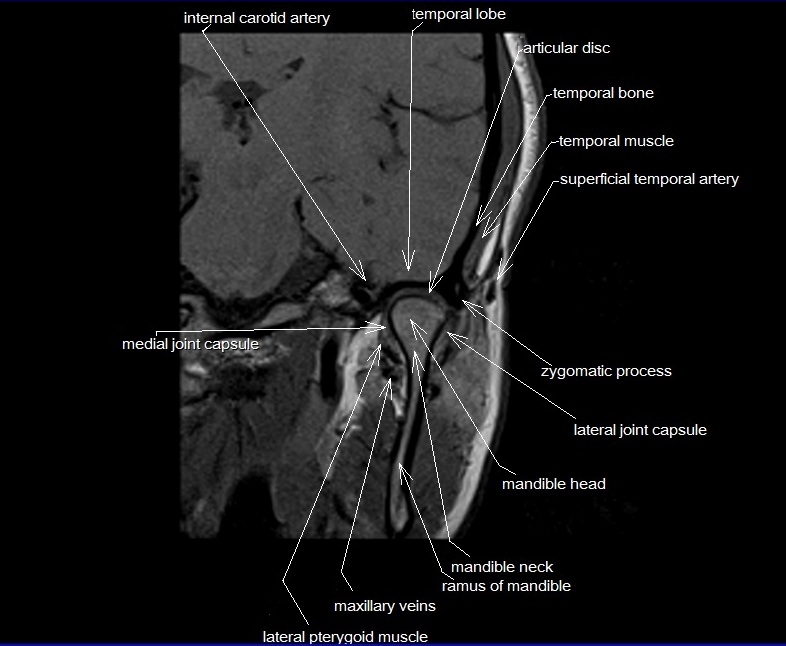 internal carotid artery
temporal lobe
articular disc
temporal bone
temporal muscle
superficial temporal artery
medial joint capsule
zygomatic process
lateral joint capsule
mandible head
mandible neck
ramus of mandible
maxillary veins
lateral pterygoid muscle